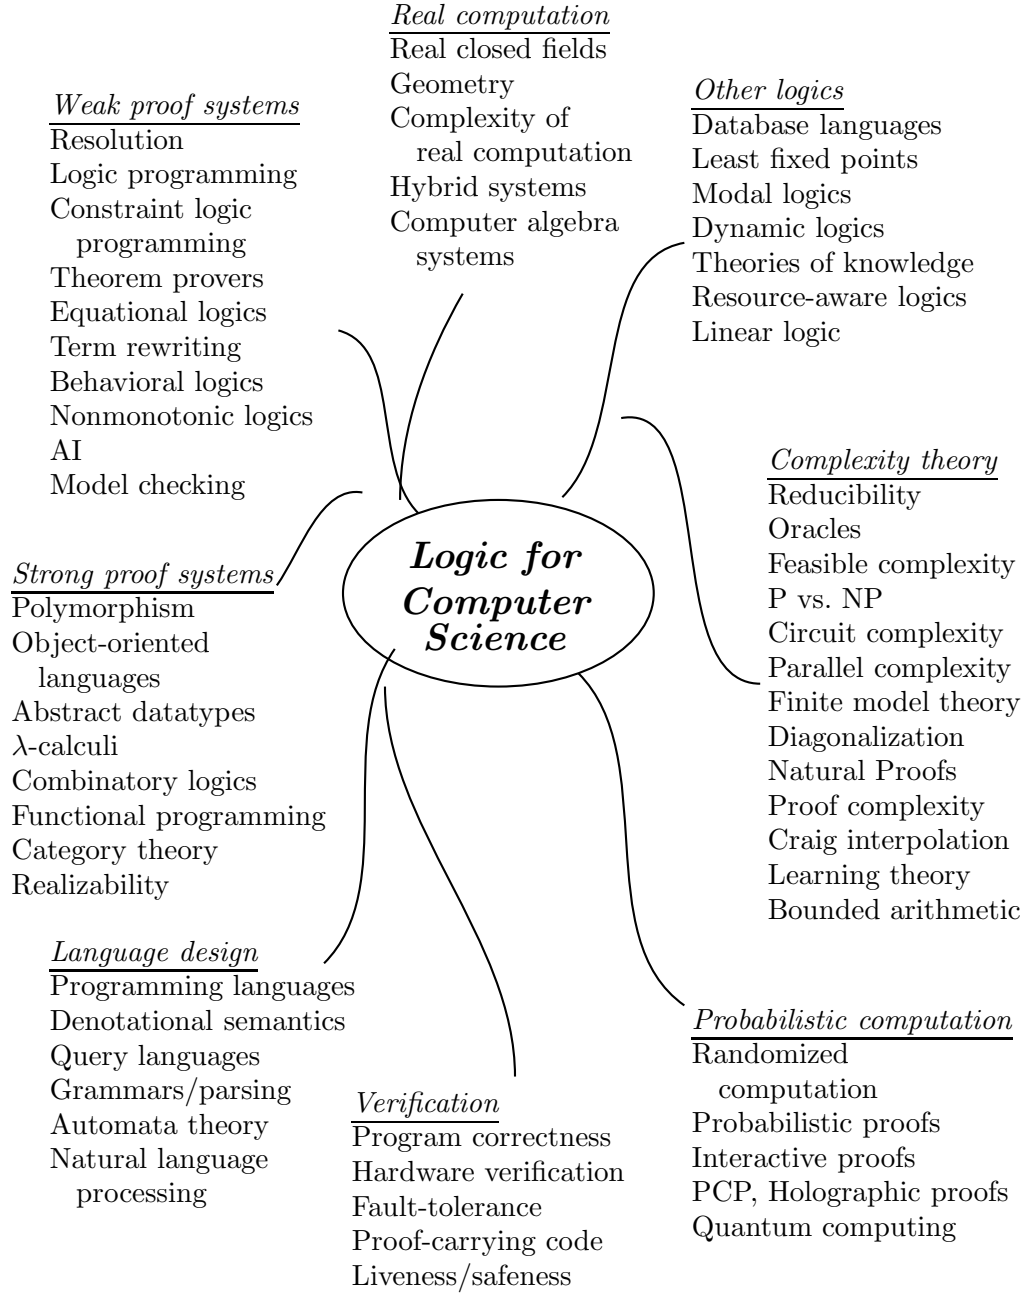 Real computation
Real closed fields
Geometry
Complexity of
real computation
Hybrid systems
Computer algebra
systems
Weak proof systems
Resolution
Logic programming
Constraint logic
programming
Theorem provers
Equational logics
Term rewriting
Behavioral logics
Nonmonotonic logics
AI
Model checking
Other logics
Database languages
Least fixed points
Modal logics
Dynamic logics
Theories of knowledge
Resource-aware logics
Linear logic
Logic for
Computer
Science
Strong proof systems
Polymorphism
Object-oriented
languages
Abstract datatypes
λ-calculi
Combinatory logics
Functional programming
Category theory
Realizability
Complexity theory
Reducibility
Oracles
Feasible complexity
P vs. NP
Circuit complexity
Parallel complexity
Finite model theory
Diagonalization
Natural Proofs
Proof complexity
Craig interpolation
Learning theory
Bounded arithmetic
Language design
Programming languages
Denotational semantics
Query languages
Grammars/parsing
Automata theory
Natural language
processing
Verification
Program correctness
Hardware verification
Fault-tolerance
Proof-carrying code
Liveness/safeness
Probabilistic computation
Randomized
computation
Probabilistic proofs
Interactive proofs
PCP, Holographic proofs
Quantum computing